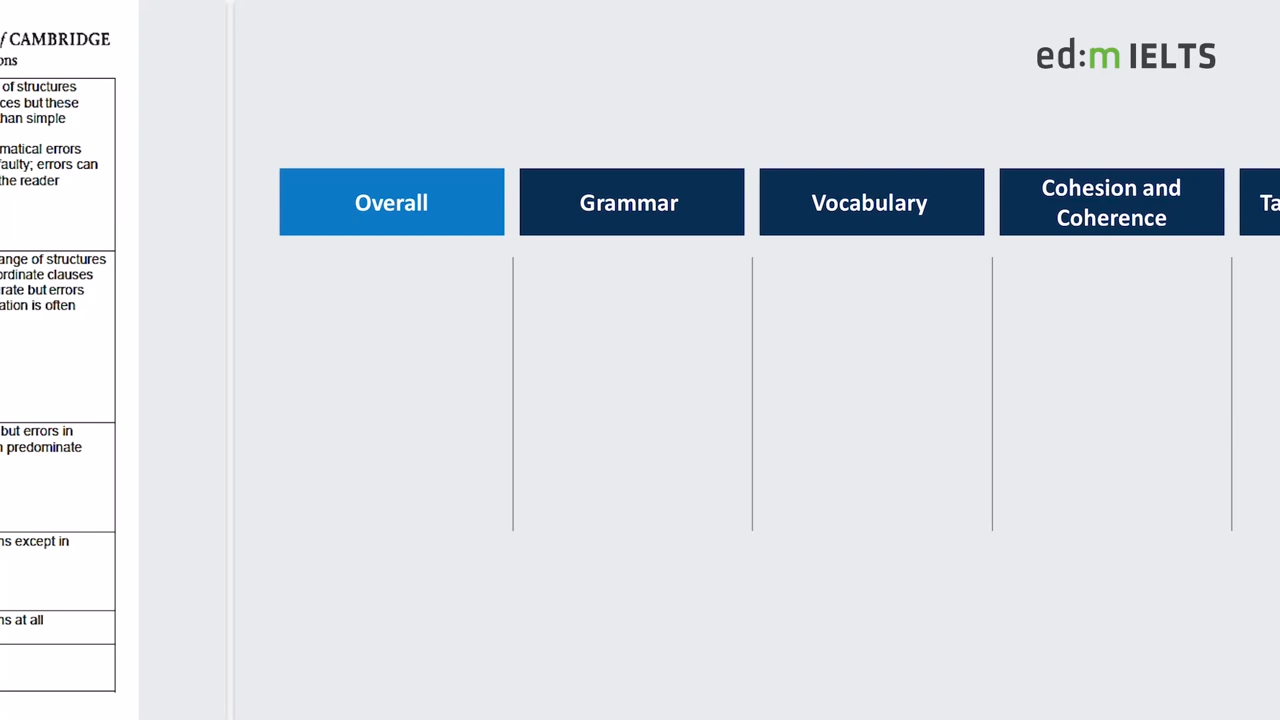 f CAMBRIDGE
ons
of structures
ces but these
han simple
matical errors
faulty; errors can
the reader
ange of structures
ordinate clauses
rate but errors
ation is often
but errors in
n predominate
ns except in
ns at all
ed:m IELTS
Overall
Grammar
Vocabulary
Cohesion and
Coherence
Ta